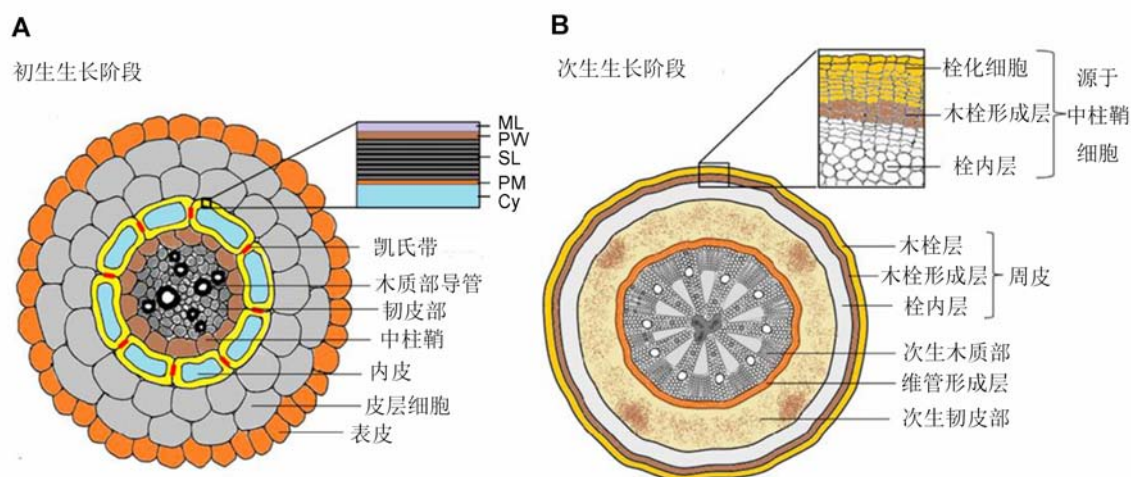 A
初生生长阶段
ML
PW
SL
PM
Cy
凯氏带
木质部导管
韧皮部
中柱鞘
内皮
皮层细胞
表皮
B
次生生长阶段
栓化细胞
木栓形成层
栓内层
源于
中柱鞘
细胞
木栓层
木栓形成层
栓内层
周皮
次生木质部
维管形成层
次生韧皮部